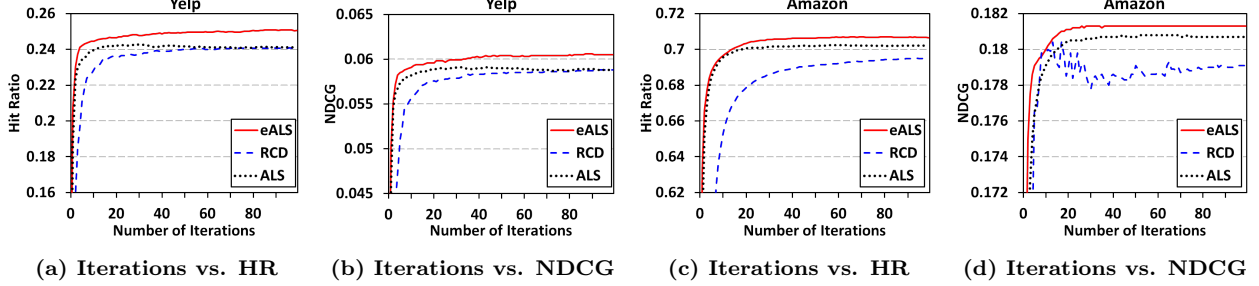 Yelp
0.26
0.24
0.22
0.2
0.18
0.16
Hit Ratio
eALS
RCD
ALS
0 20 40 60 80
Number of Iterations
(a) Iterations vs. HR
Yelp
0.065
0.06
0.055
0.05
0.045
NDCG
eALS
RCD
ALS
0 20 40 60 80
Number of Iterations
(b) Iterations vs. NDCG
Amazon
0.72
0.7
0.68
0.66
0.64
0.62
Hit Ratio
eALS
RCD
ALS
0 20 40 60 80
Number of Iterations
(c) Iterations vs. HR
Amazon
0.182
0.18
0.178
0.176
0.174
0.172
NDCG
eALS
RCD
ALS
0 20 40 60 80
Number of Iterations
(d) Iterations vs. NDCG